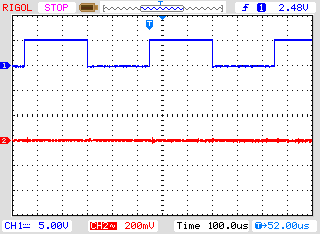 RIGOL STOP T 1 2.48V
T
1
2
CH1 5.00V CH2 200mV Time 100.0us T→52.00us